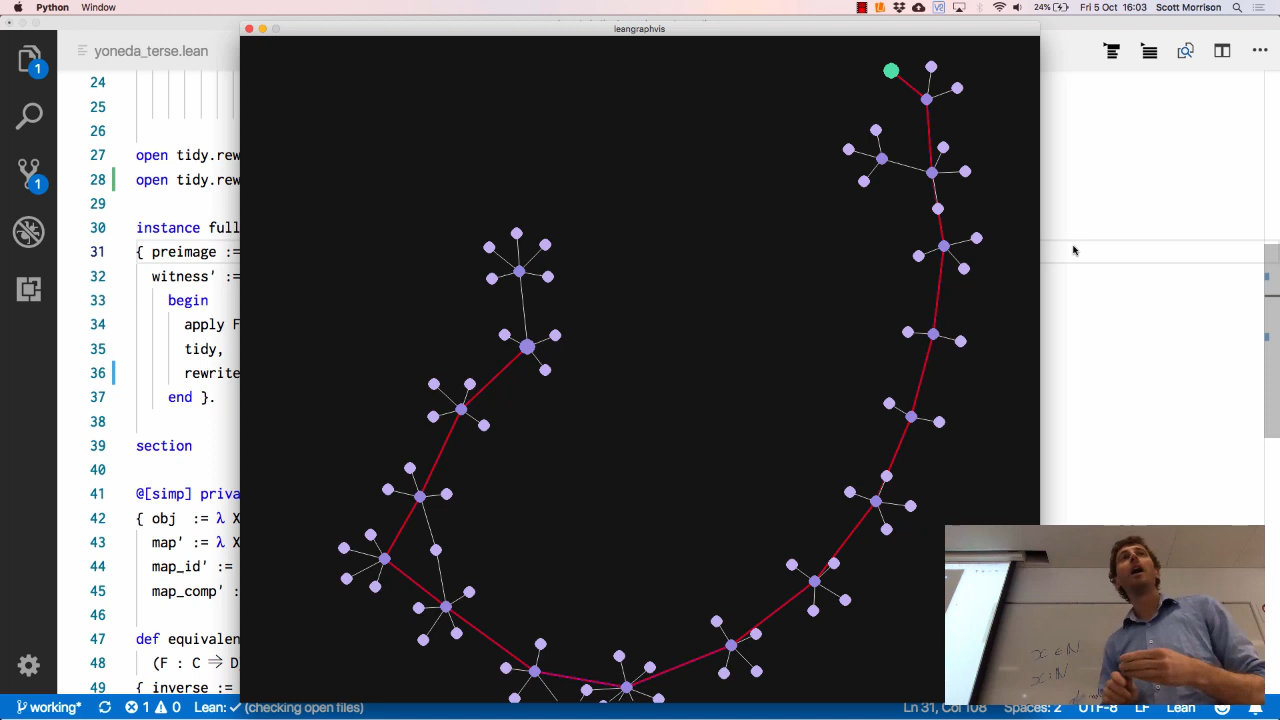 Python Window
24% Fri 5 Oct 16:03 Scott Morrison
leangraphvis
yoneda_terse.lean
1
1
24
25
26
27 open tidy.rew
28 open tidy.rew
29
30 instance full
31 { preimage :=
32 witness' :=
33 begin
34 apply F
35 tidy,
36 rewrite
37 end }.
38
39 section
40
41 @[simp] priva
42 { obj := λ X
43 map' := λ X
44 map_id' :=
45 map_comp' :
46
47 def equivalen
48 (F : C ⇒ D
49 { inverse :=
x ∈ ℕ
x : ℕ
working* 1 0 Lean: ✓ (checking open files) Ln 31, Col 108 Spaces: 2 UTF-8 LF Lean